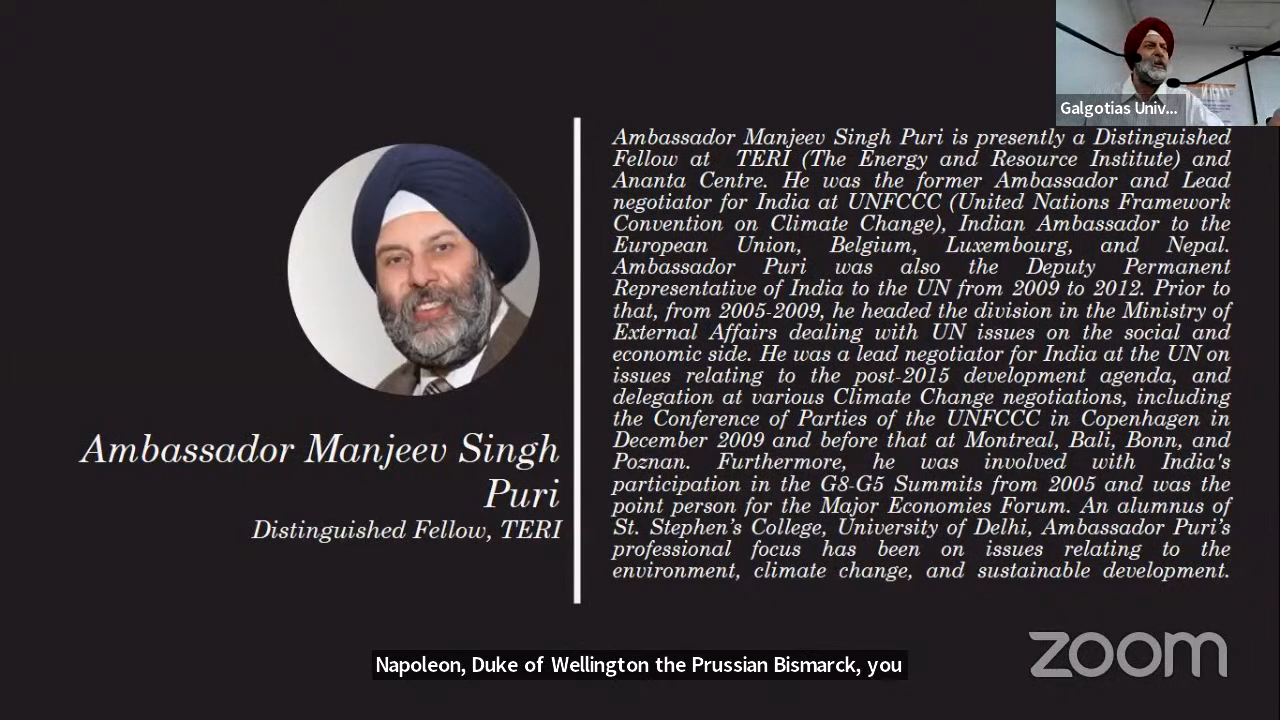 Galgotias Univ...
Ambassador Manjeev Singh Puri is presently a Distinguished
Fellow at TERI (The Energy and Resource Institute) and
Ananta Centre. He was the former Ambassador and Lead
negotiator for India at UNFCCC (United Nations Framework
Convention on Climate Change), Indian Ambassador to the
European Union, Belgium, Luxembourg, and Nepal.
Ambassador Puri was also the Deputy Permanent
Representative of India to the UN from 2009 to 2012. Prior to
that, from 2005-2009, he headed the division in the Ministry of
External Affairs dealing with UN issues on the social and
economic side. He was a lead negotiator for India at the UN on
issues relating to the post-2015 development agenda, and
delegation at various Climate Change negotiations, including
the Conference of Parties of the UNFCCC in Copenhagen in
December 2009 and before that at Montreal, Bali, Bonn, and
Poznan. Furthermore, he was involved with India's
participation in the G8-G5 Summits from 2005 and was the
point person for the Major Economies Forum. An alumnus of
St. Stephen's College, University of Delhi, Ambassador Puri's
professional focus has been on issues relating to the
environment, climate change, and sustainable development.
Ambassador Manjeev Singh
Puri
Distinguished Fellow, TERI
Napoleon, Duke of Wellington the Prussian Bismarck, you
zoom